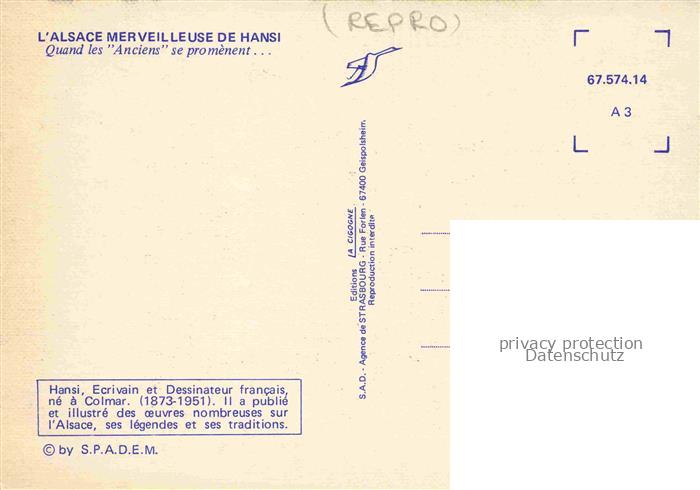 (REPRO)
L'ALSACE MERVEILLEUSE DE HANSI
Quand les "Anciens" se promènent . . .
67.574.14
A 3
Editions LA CIGOGNE
S.A.D. - Agence de STRASBOURG - Rue Forlen - 67400 Geispolsheim.
Reproduction interdite
privacy protection
Datenschutz
Hansi, Ecrivain et Dessinateur français,
né à Colmar. (1873-1951). Il a publié
et illustré des œuvres nombreuses sur
l'Alsace, ses légendes et ses traditions.
© by S.P.A.D.E.M.